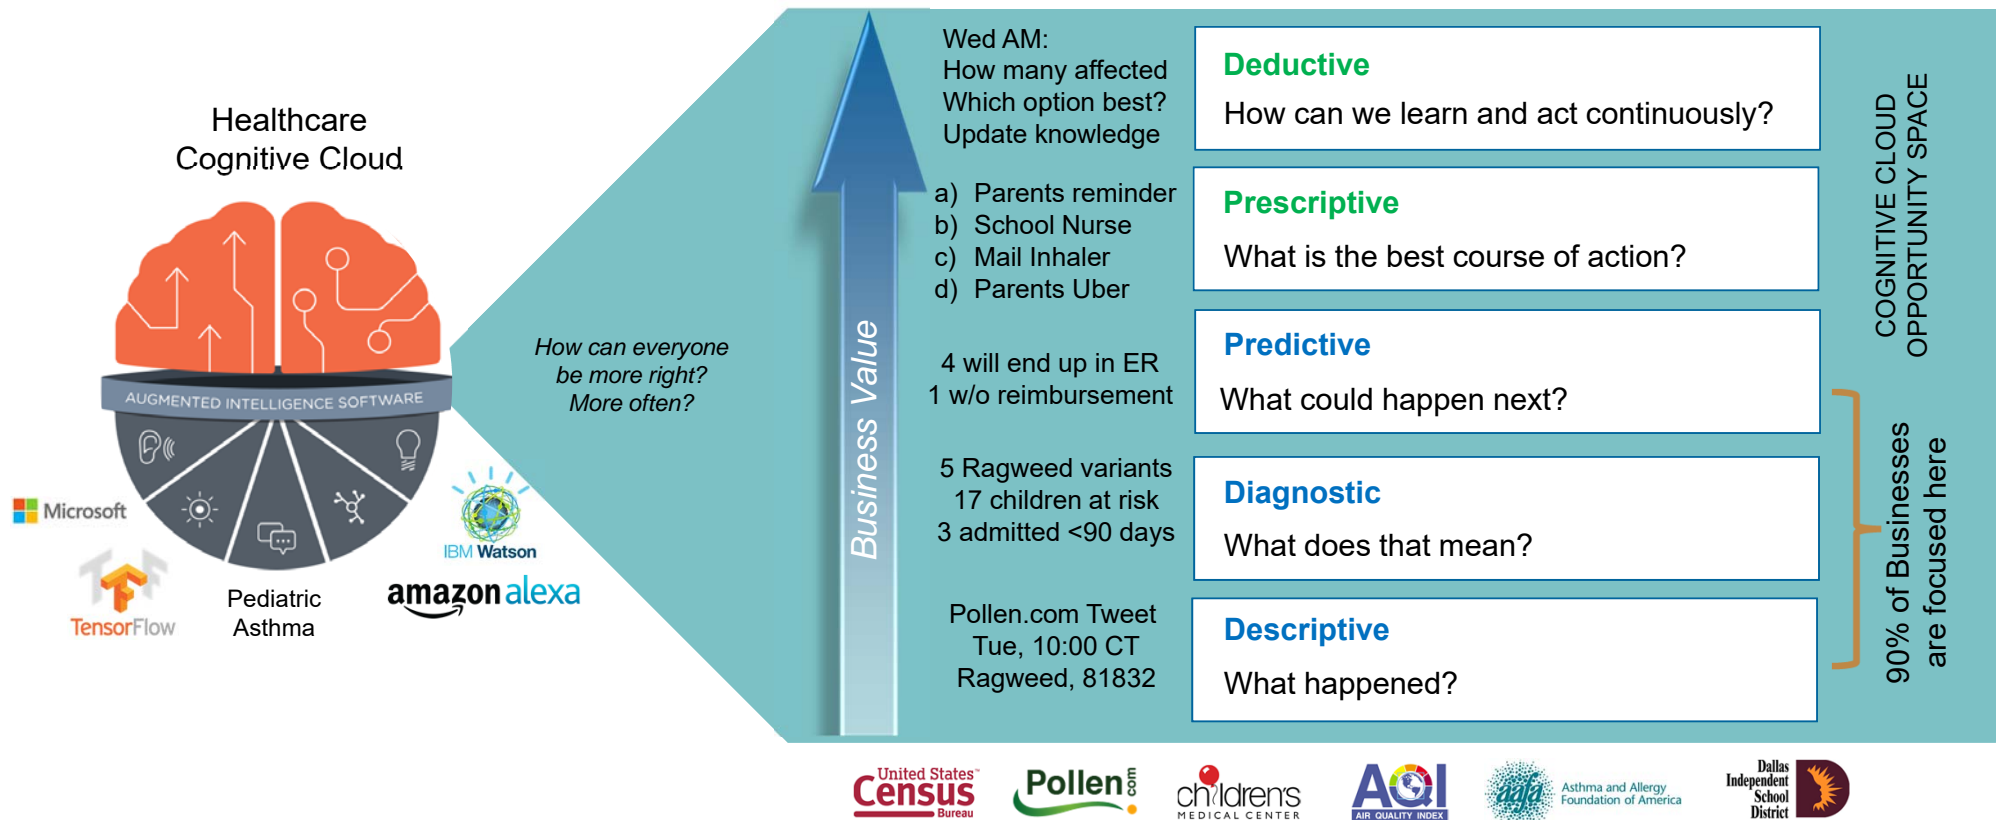 Healthcare
Cognitive Cloud
AUGMENTED INTELLIGENCE SOFTWARE
Microsoft
TensorFlow
Pediatric
Asthma
IBM Watson
amazon alexa
How can everyone
be more right?
More often?
Business Value
Wed AM:
How many affected
Which option best?
Update knowledge
Deductive
How can we learn and act continuously?
a) Parents reminder
b) School Nurse
c) Mail Inhaler
d) Parents Uber
Prescriptive
What is the best course of action?
4 will end up in ER
1 w/o reimbursement
Predictive
What could happen next?
5 Ragweed variants
17 children at risk
3 admitted <90 days
Diagnostic
What does that mean?
Pollen.com Tweet
Tue, 10:00 CT
Ragweed, 81832
Descriptive
What happened?
COGNITIVE CLOUD
OPPORTUNITY SPACE
90% of Businesses
are focused here
United States™
Census
Bureau
Pollen.com
children's
MEDICAL CENTER
AQI
AIR QUALITY INDEX
aafa
Asthma and Allergy
Foundation of America
Dallas
Independent
School
District